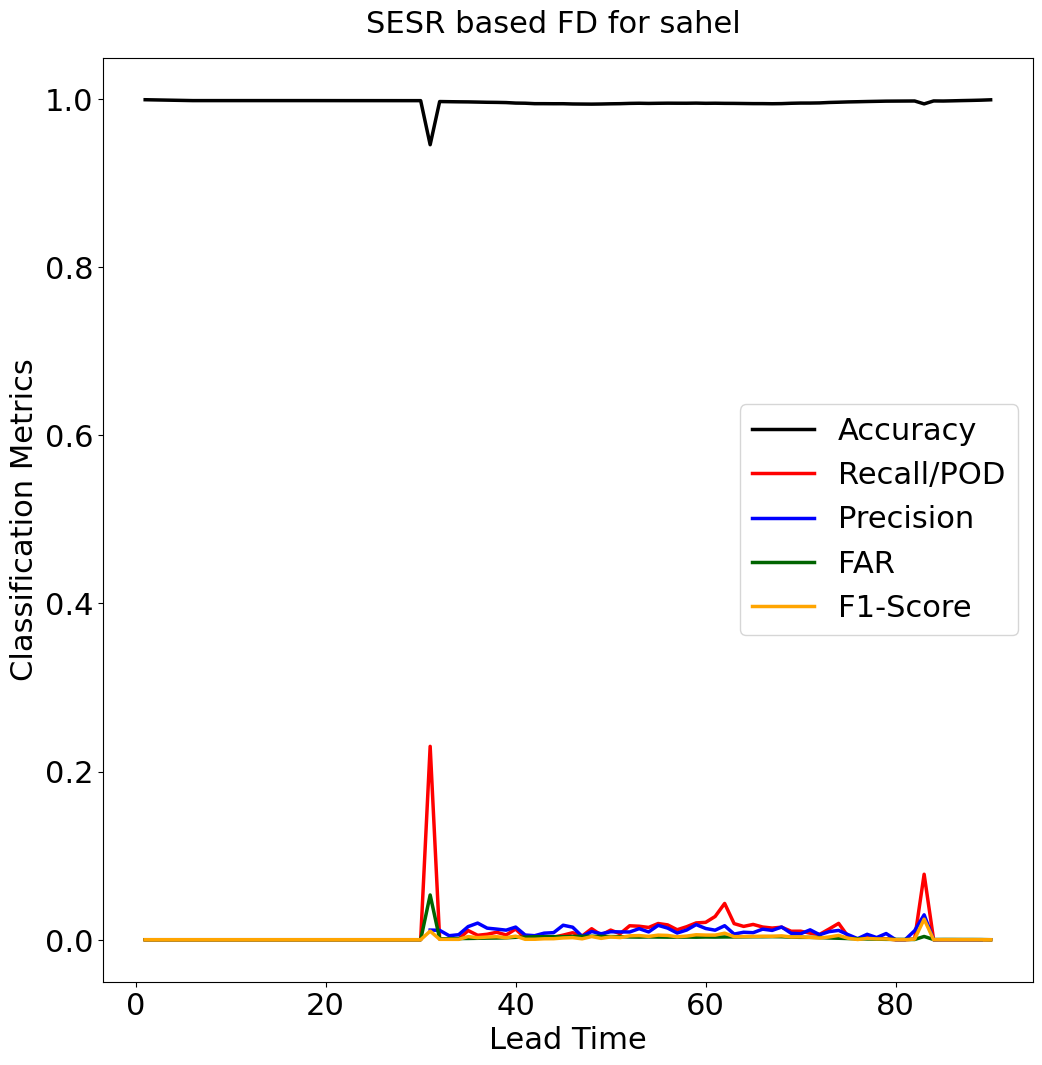 SESR based FD for sahel
1.0
0.8
0.6
0.4
0.2
0.0
Classification Metrics
Accuracy
Recall/POD
Precision
FAR
F1-Score
0 20 40 60 80
Lead Time